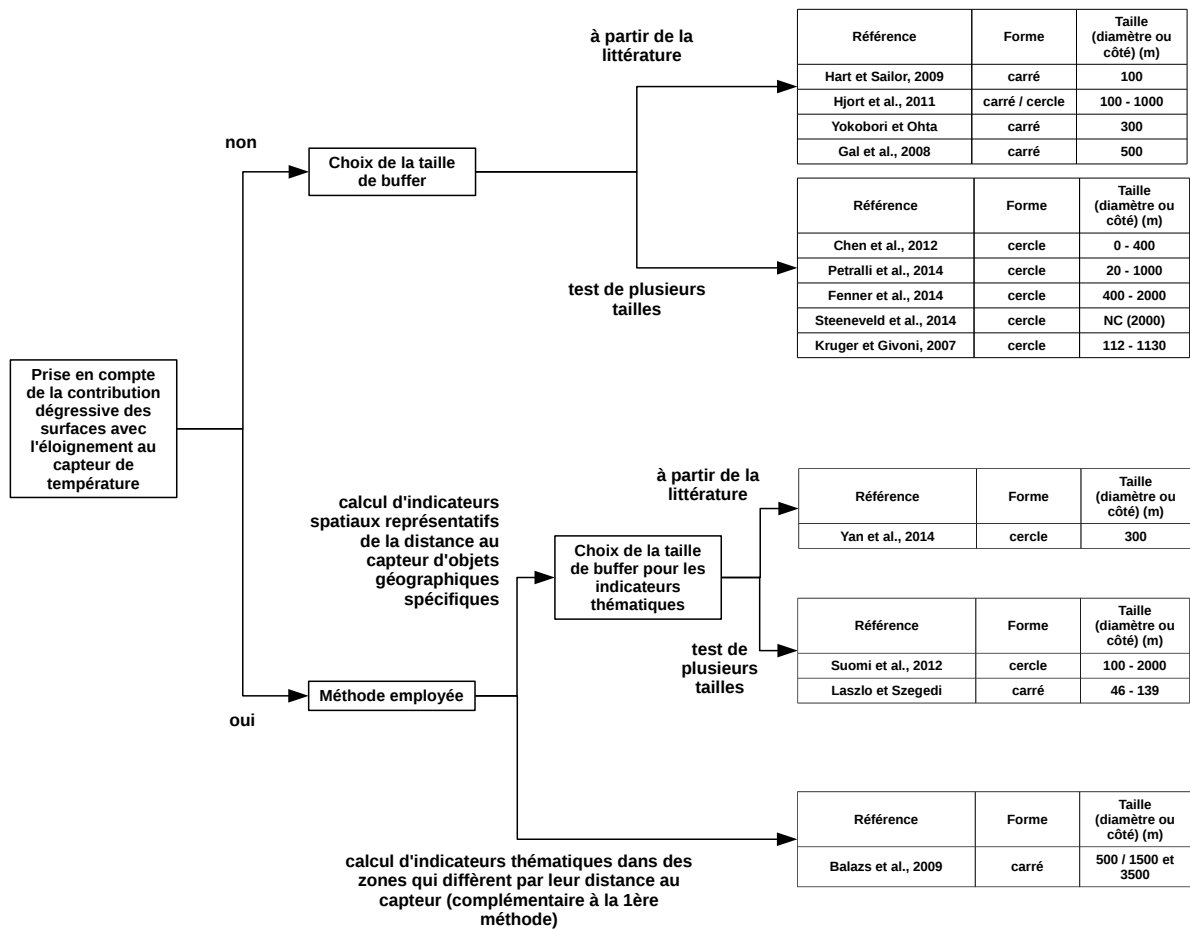 Prise en compte
de la contribution
dégressive des
surfaces avec
l'éloignement au
capteur de
température
non
Choix de la taille
de buffer
à partir de la
littérature
Référence Forme Taille
(diamètre ou
côté) (m)
Hart et Sailor, 2009 carré 100
Hjort et al., 2011 carré / cercle 100 - 1000
Yokobori et Ohta carré 300
Gal et al., 2008 carré 500
test de plusieurs
tailles
Référence Forme Taille
(diamètre ou
côté) (m)
Chen et al., 2012 cercle 0 - 400
Petralli et al., 2014 cercle 20 - 1000
Fenner et al., 2014 cercle 400 - 2000
Steeneveld et al., 2014 cercle NC (2000)
Kruger et Givoni, 2007 cercle 112 - 1130
oui
Méthode employée
calcul d'indicateurs
spatiaux représentatifs
de la distance au
capteur d'objets
géographiques
spécifiques
Choix de la taille
de buffer pour les
indicateurs
thématiques
à partir de la
littérature
Référence Forme Taille
(diamètre ou
côté) (m)
Yan et al., 2014 cercle 300
test de
plusieurs
tailles
Référence Forme Taille
(diamètre ou
côté) (m)
Suomi et al., 2012 cercle 100 - 2000
Laszlo et Szegedi carré 46 - 139
calcul d'indicateurs thématiques dans des
zones qui diffèrent par leur distance au
capteur (complémentaire à la 1ère
méthode)
Référence Forme Taille
(diamètre ou
côté) (m)
Balazs et al., 2009 carré 500 / 1500 et
3500